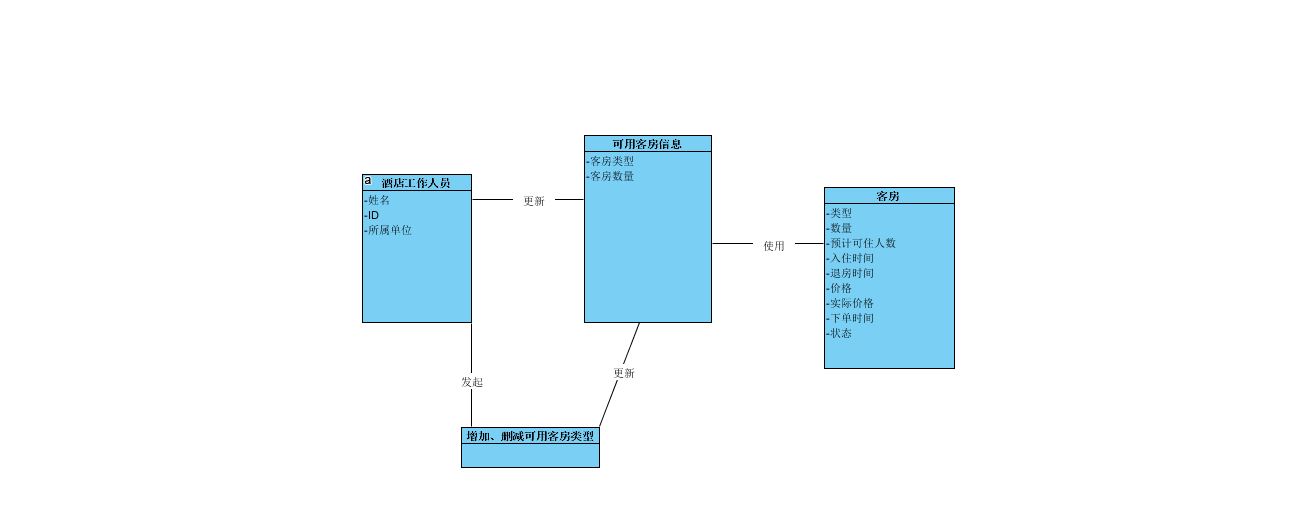 可用客房信息
-客房类型
-客房数量
a 酒店工作人员
-姓名
-ID
-所属单位
更新
客房
-类型
-数量
-预计可住人数
-入住时间
-退房时间
-价格
-实际价格
-下单时间
-状态
使用
发起
更新
增加、删减可用客房类型